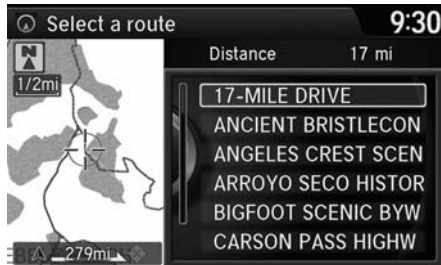 Select a route 9:30
N
1/2mi
279mi
Distance 17 mi
17-MILE DRIVE
ANCIENT BRISTLECON
ANGELES CREST SCEN
ARROYO SECO HISTOR
BIGFOOT SCENIC BYW
CARSON PASS HIGHW